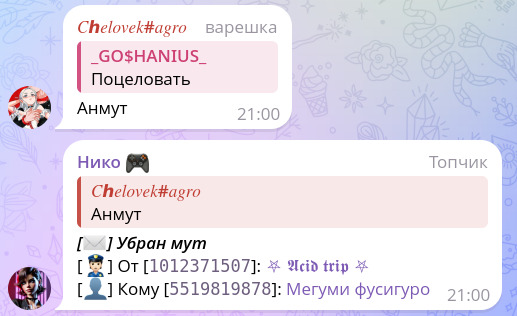 Chelovek#agro варешка
_GO$HANIUS_
Поцеловать
Анмут
21:00
Нико 🎮 Топчик
Chelovek#agro
Анмут
[✉️] Убран мут
[👮🏻] От [1012371507]: ⛧ 𝕬𝖈𝖎𝖉 𝖙𝖗𝖎𝖕 ⛧
[👤] Кому [5519819878]: Мегуми фусигуро
21:00